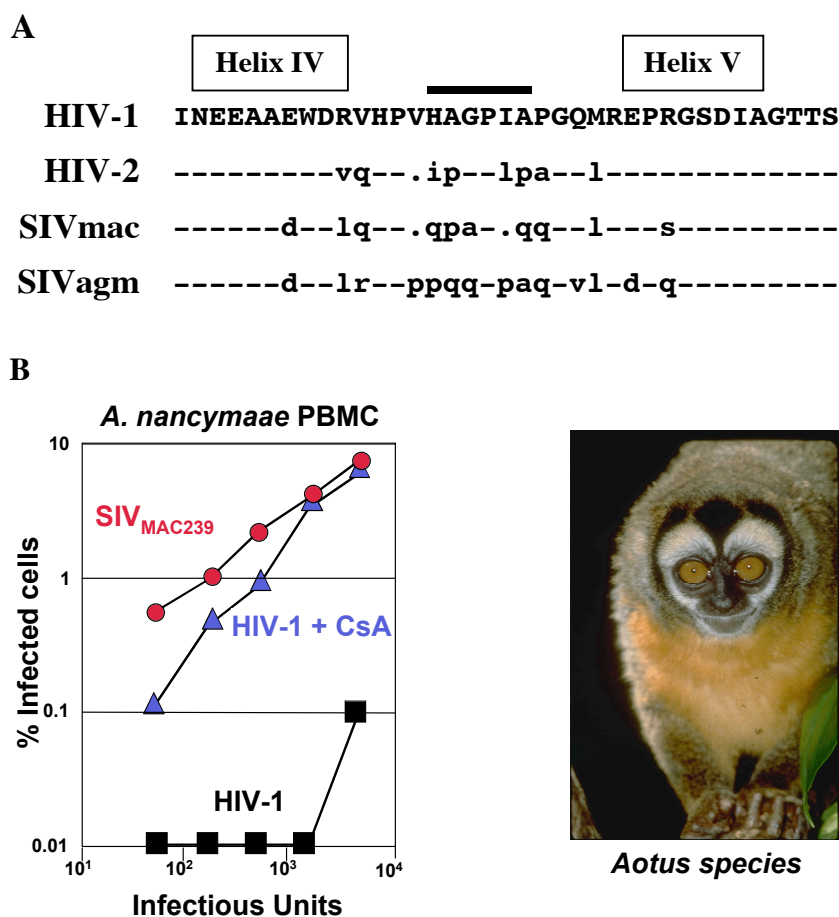 A
Helix IV Helix V
HIV-1 INEEAAEWDRVHPVHAGPIAPGQMREPRGSDIAGTTS
HIV-2 ---------vq--.ip--lpa--l-------------
SIVmac ------d--lq--.qpa-.qq--l---s---------
SIVagm ------d--lr--ppqq-paq-vl-d-q---------
B
A. nancymaae PBMC
% Infected cells
10
1
0.1
0.01
SIVMAC239
HIV-1 + CsA
HIV-1
10¹ 10² 10³ 10⁴
Infectious Units
Aotus species